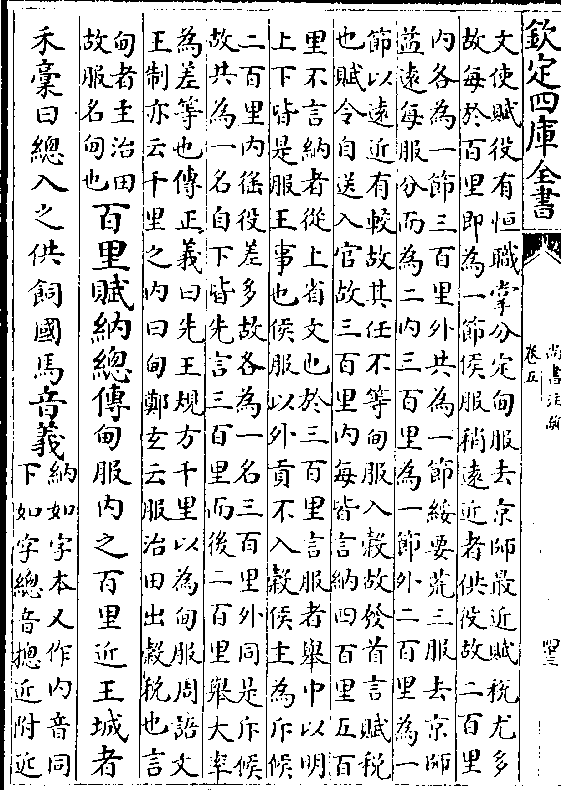 欽定四庫全書
尚書注疏
卷五
四三
文使賦役有恒職掌分定甸服去京師最近賦稅尤多
故每於百里即為一節侯服稍遠近者供役故二百里
內各為一節三百里外共為一節綏要荒三服去京師
益遠每服分而為二內三百里為一節外二百里為一
節以遠近有較故其任不等甸服入穀故發首言賦稅
也賦令自送入官故三百里內每皆言納四百里五百
里不言納者從上省文也於三百里言服者舉中以明
上下皆是服王事也侯服以外貢不入穀侯主為斥候
二百里內徭役差多故各為一名三百里外同是斥候
故共為一名自下皆先言三百里而後二百里舉大率
為差等也傳正義曰先王規方千里以為甸服周語文
王制亦云千里之內曰甸鄭玄云服治田出穀稅也言
甸者主治田
故服名甸也
百里賦納總傳甸服內之百里近王城者
禾稾曰總入之供飼國馬音義
納如字本又作内音同
下如字總音揔近附近